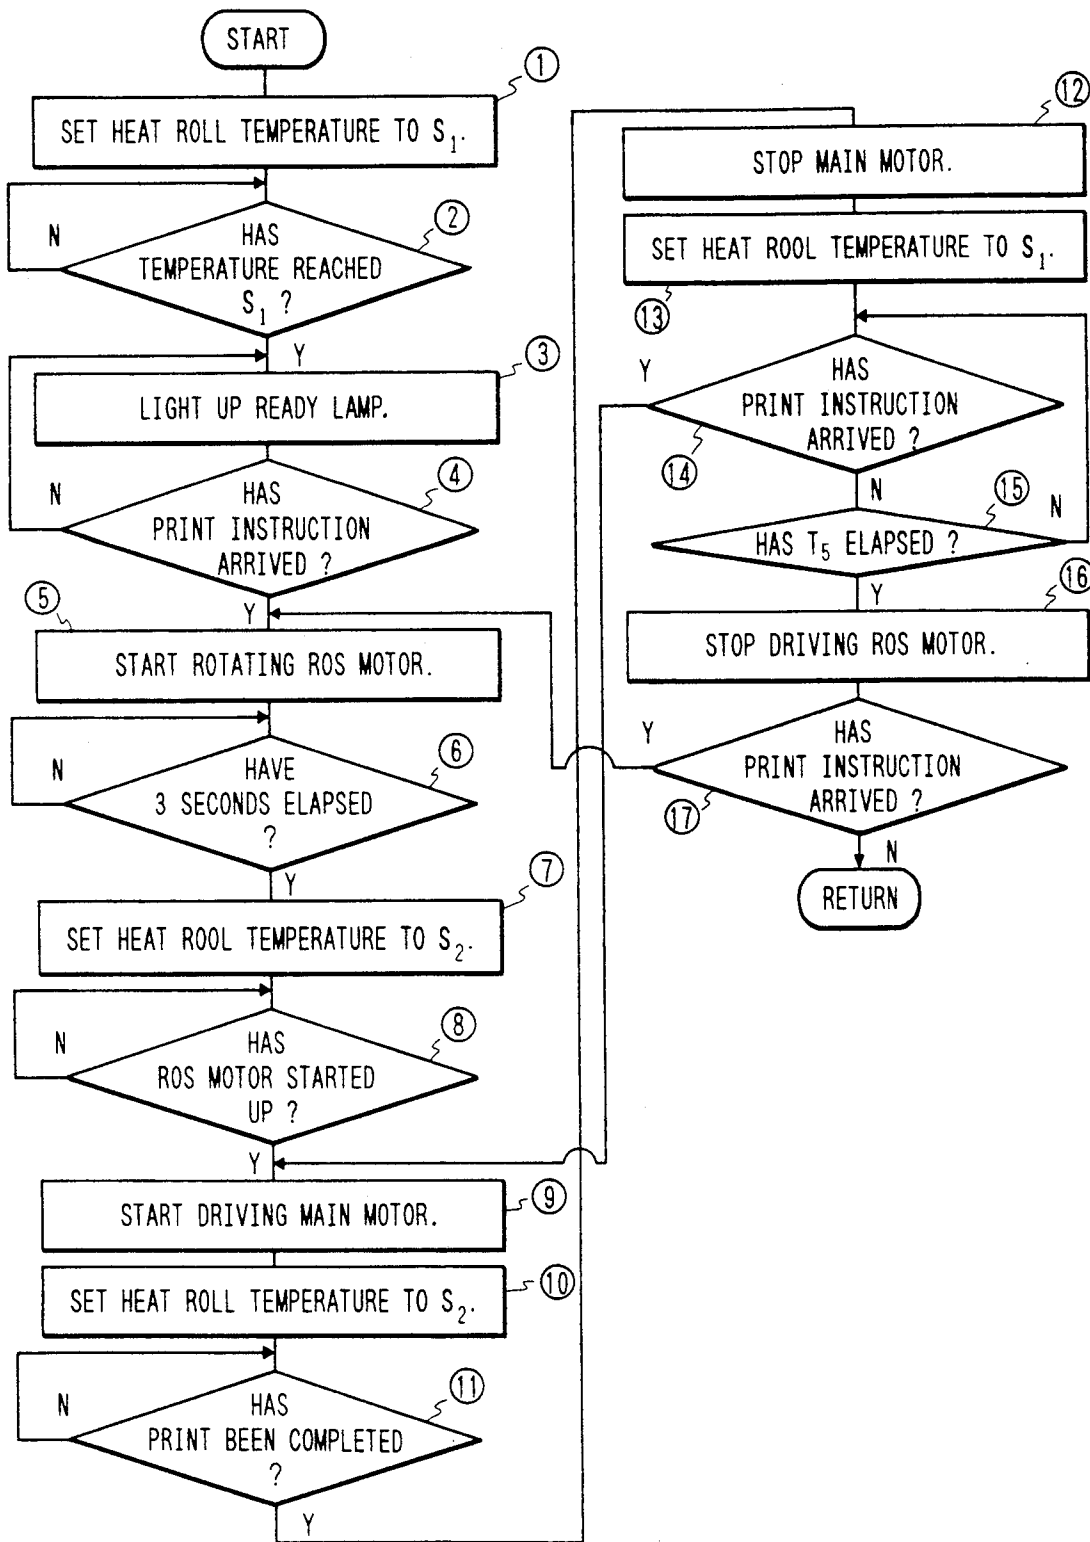 START
①
SET HEAT ROLL TEMPERATURE TO S₁.
②
N
HAS
TEMPERATURE REACHED
S₁ ?
Y
③
LIGHT UP READY LAMP.
④
N
HAS
PRINT INSTRUCTION
ARRIVED ?
Y
⑤
START ROTATING ROS MOTOR.
⑥
N
HAVE
3 SECONDS ELAPSED
?
Y
⑦
SET HEAT ROOL TEMPERATURE TO S₂.
⑧
N
HAS
ROS MOTOR STARTED
UP ?
Y
⑨
START DRIVING MAIN MOTOR.
⑩
SET HEAT ROLL TEMPERATURE TO S₂.
⑪
N
HAS
PRINT BEEN COMPLETED
?
Y
⑫
STOP MAIN MOTOR.
SET HEAT ROOL TEMPERATURE TO S₁.
⑬
Y
HAS
PRINT INSTRUCTION
ARRIVED ?
⑭
N
⑮
N
HAS T₅ ELAPSED ?
Y
⑯
STOP DRIVING ROS MOTOR.
Y
HAS
PRINT INSTRUCTION
ARRIVED ?
⑰
N
RETURN